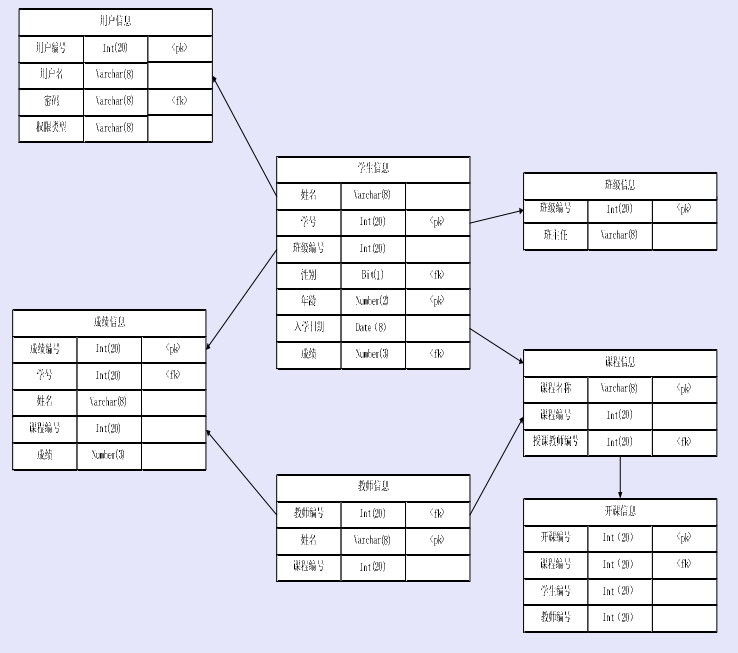 用户信息
用户编号 Int(20) <pk>
用户名 Varchar(8)
密码 Varchar(8) <fk>
权限类型 Varchar(8)
学生信息
姓名 Varchar(8)
学号 Int(20) <pk>
班级编号 Int(20)
性别 Bit(1) <fk>
年龄 Number(2) <pk>
入学日期 Date（8）
成绩 Number(3) <fk>
班级信息
班级编号 Int(20) <pk>
班主任 Varchar(8)
成绩信息
成绩编号 Int(20) <pk>
学号 Int(20) <fk>
姓名 Varchar(8)
课程编号 Int(20)
成绩 Number(3)
课程信息
课程名称 Varchar(8) <pk>
课程编号 Int(20)
授课教师编号 Int(20) <fk>
教师信息
教师编号 Int(20) <fk>
姓名 Varchar(8) <pk>
课程编号 Int(20)
开课信息
开课编号 Int（20） <pk>
课程编号 Int（20） <fk>
学生编号 Int（20）
教师编号 Int（20）